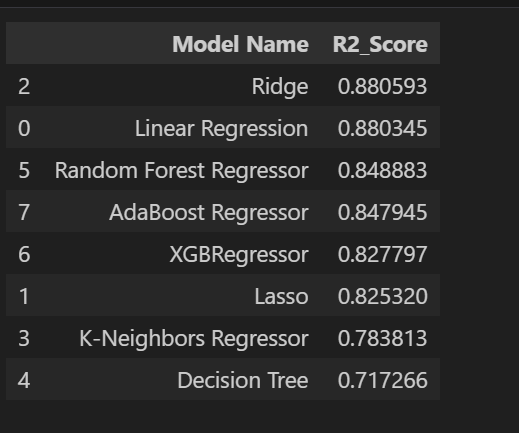 Model Name R2_Score
2 Ridge 0.880593
0 Linear Regression 0.880345
5 Random Forest Regressor 0.848883
7 AdaBoost Regressor 0.847945
6 XGBRegressor 0.827797
1 Lasso 0.825320
3 K-Neighbors Regressor 0.783813
4 Decision Tree 0.717266